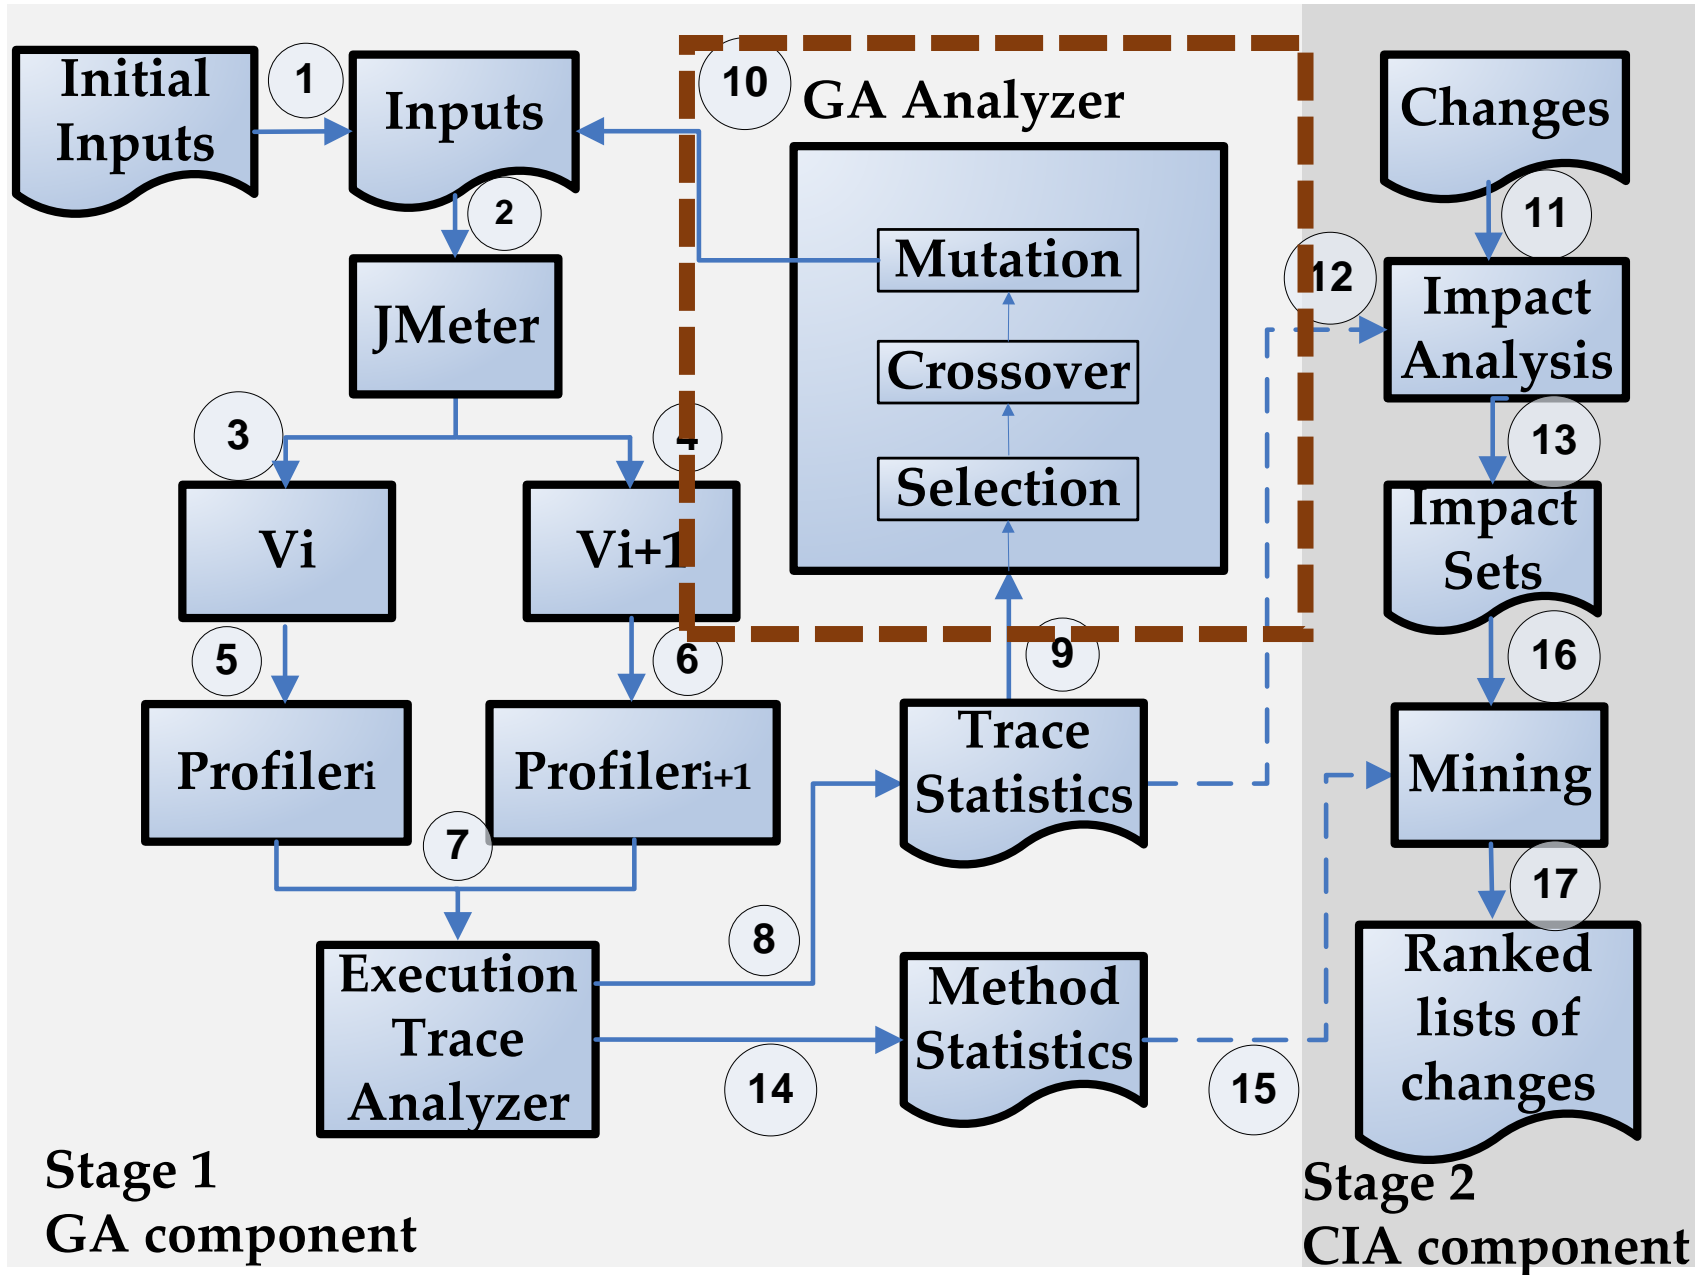 Initial
Inputs
1
Inputs
2
JMeter
3
4
Vi
Vi+1
5
6
Profileri
Profileri+1
7
Execution
Trace
Analyzer
8
14
10
GA Analyzer
Mutation
Crossover
Selection
9
Trace
Statistics
Method
Statistics
15
12
Changes
11
Impact
Analysis
13
Impact
Sets
16
Mining
17
Ranked
lists of
changes
Stage 1
GA component
Stage 2
CIA component